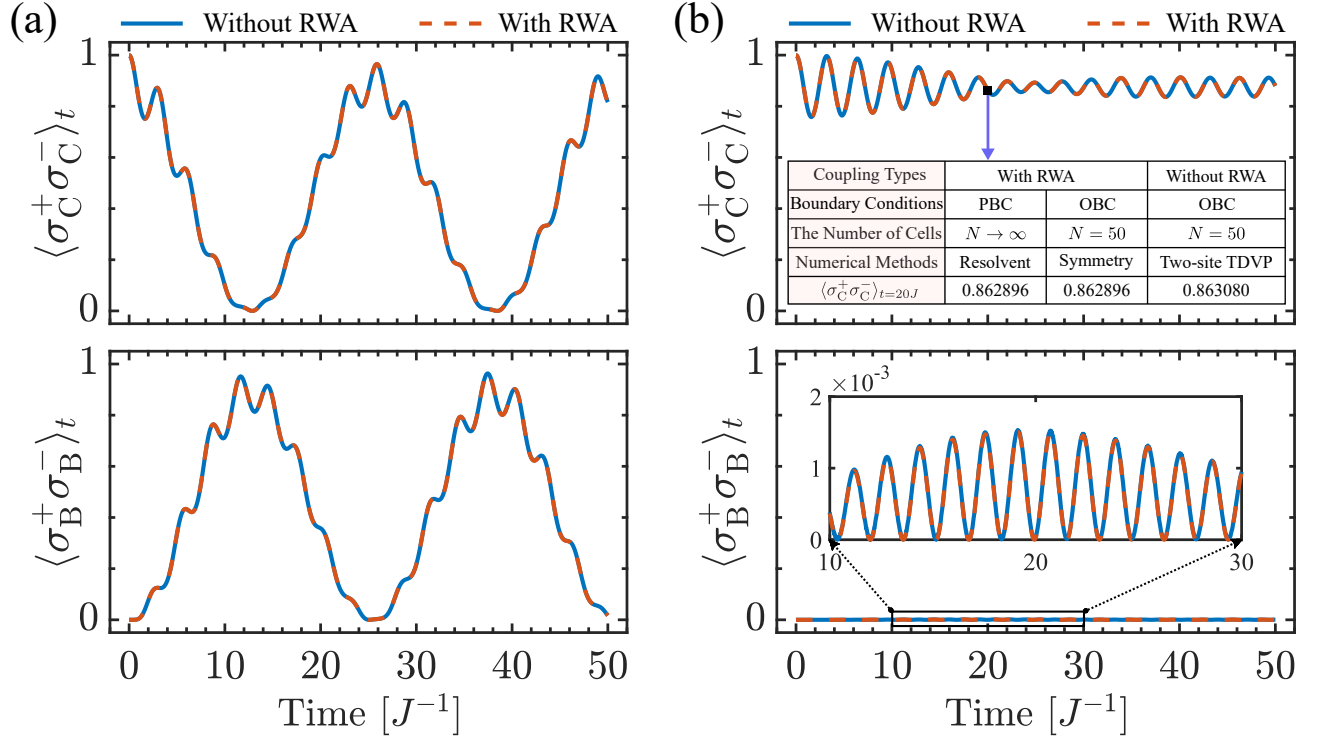 (a)
Without RWA
With RWA
1
0
⟨σ_C^+ σ_C^-⟩_t
1
0
⟨σ_B^+ σ_B^-⟩_t
0 10 20 30 40 50
Time [J^{-1}]
(b)
Without RWA
With RWA
1
0
⟨σ_C^+ σ_C^-⟩_t
Coupling Types With RWA Without RWA
Boundary Conditions PBC OBC OBC
The Number of Cells N → ∞ N = 50 N = 50
Numerical Methods Resolvent Symmetry Two-site TDVP
⟨σ_C^+ σ_C^-⟩_{t=20J} 0.862896 0.862896 0.863080
1
0
⟨σ_B^+ σ_B^-⟩_t
×10^{-3}
2
1
0
10 20 30
0 10 20 30 40 50
Time [J^{-1}]